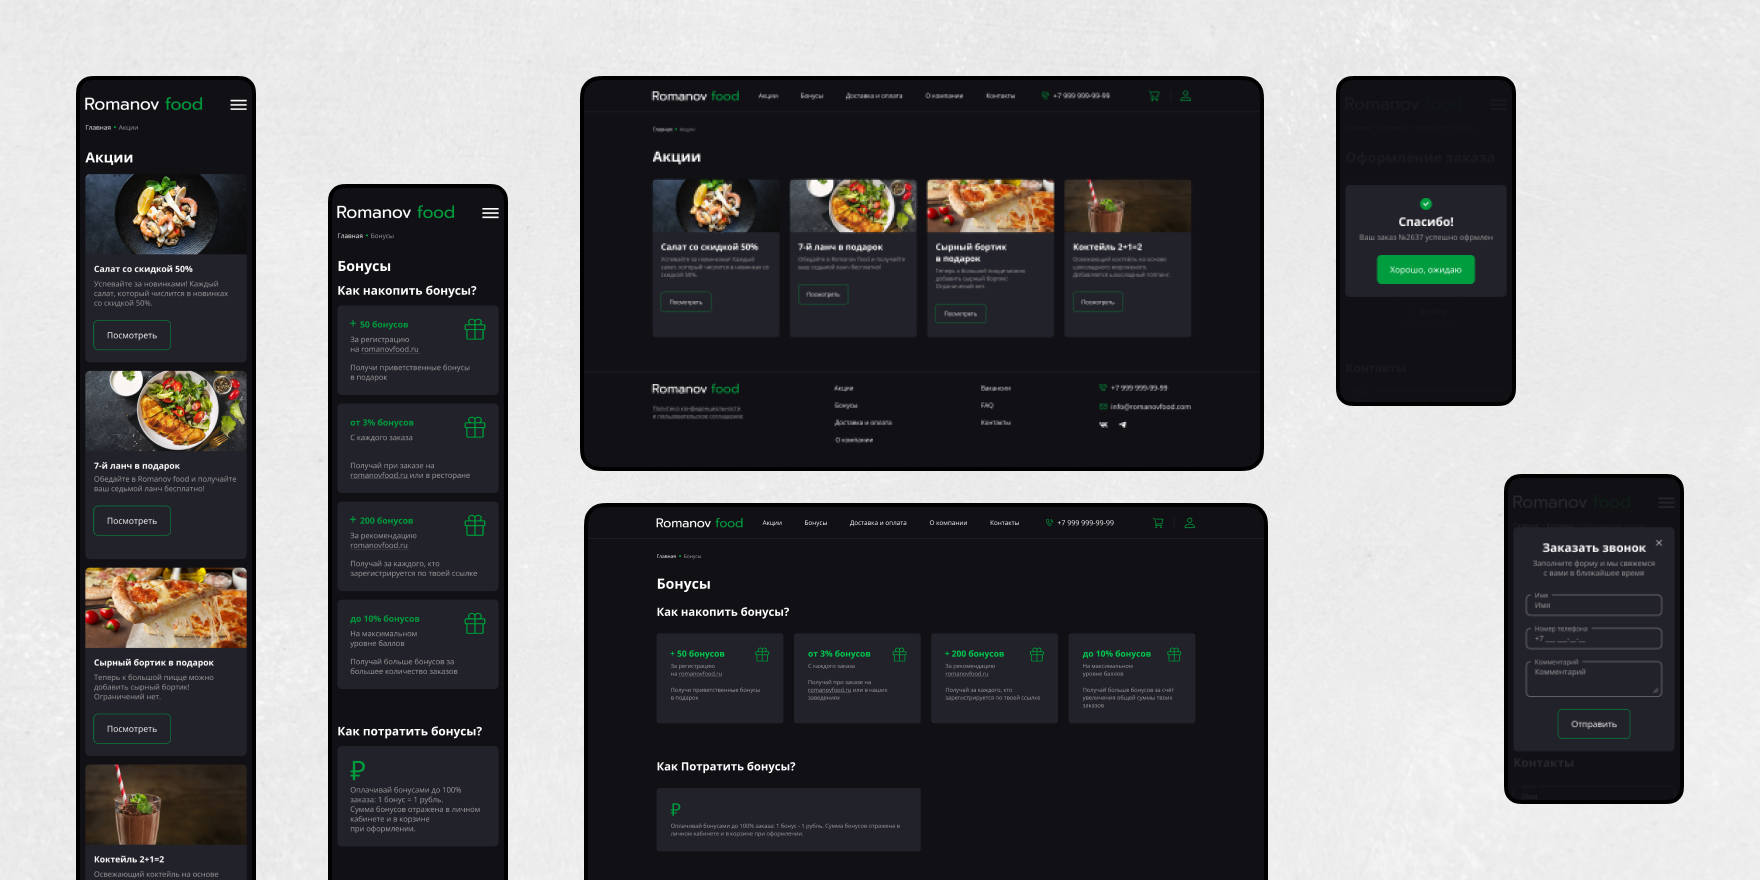 Romanov food
Главная • Акции
Акции
Салат со скидкой 50%
Успевайте за новинками! Каждый
салат, который числится в новинках
со скидкой 50%.
Посмотреть
7-й ланч в подарок
Обедайте в Romanov food и получайте
ваш седьмой ланч бесплатно!
Посмотреть
Сырный бортик в подарок
Теперь к большой пицце можно
добавить сырный бортик!
Ограничений нет.
Посмотреть
Коктейль 2+1=2
Освежающий коктейль на основе
Romanov food
Главная • Бонусы
Бонусы
Как накопить бонусы?
+ 50 бонусов
За регистрацию
на romanovfood.ru
Получи приветственные бонусы
в подарок
от 3% бонусов
С каждого заказа
Получай при заказе на
romanovfood.ru или в ресторане
+ 200 бонусов
За рекомендацию
romanovfood.ru
Получай за каждого, кто
зарегистрируется по твоей ссылке
до 10% бонусов
На максимальном
уровне баллов
Получай больше бонусов за
большее количество заказов
Как потратить бонусы?
₽
Оплачивай бонусами до 100%
заказа: 1 бонус = 1 рубль.
Сумма бонусов отражена в личном
кабинете и в корзине
при оформлении.
Romanov food Акции Бонусы Доставка и оплата О компании Контакты +7 999 999-99-99
Главная • Акции
Акции
Салат со скидкой 50%
Успевайте за новинками! Каждый
салат, который числится в новинках со
скидкой 50%.
Посмотреть
7-й ланч в подарок
Обедайте в Romanov food и получайте
ваш седьмой ланч бесплатно!
Посмотреть
Сырный бортик
в подарок
Теперь к большой пицце можно
добавить сырный бортик!
Ограничений нет.
Посмотреть
Коктейль 2+1=2
Освежающий коктейль на основе
шоколадного мороженого.
Добавляется шоколадный топпинг.
Посмотреть
Romanov food
Политика конфиденциальности
и пользовательское соглашение
Акции
Бонусы
Доставка и оплата
О компании
Вакансии
FAQ
Контакты
+7 999 999-99-99
info@romanovfood.com
Romanov food Акции Бонусы Доставка и оплата О компании Контакты +7 999 999-99-99
Главная • Бонусы
Бонусы
Как накопить бонусы?
+ 50 бонусов
За регистрацию
на romanovfood.ru
Получи приветственные бонусы
в подарок
от 3% бонусов
С каждого заказа
Получай при заказе на
romanovfood.ru или в наших
заведениях
+ 200 бонусов
За рекомендацию
romanovfood.ru
Получай за каждого, кто
зарегистрируется по твоей ссылке
до 10% бонусов
На максимальном
уровне баллов
Получай больше бонусов за счёт
увеличения общей суммы твоих
заказов
Как Потратить бонусы?
₽
Оплачивай бонусами до 100% заказа: 1 бонус - 1 рубль. Сумма бонусов отражена в
личном кабинете и в корзине при оформлении.
Romanov food
Оформление заказа
Спасибо!
Ваш заказ №2637 успешно офрмлен
Хорошо, ожидаю
Контакты
Romanov food
Заказать звонок
Заполните форму и мы свяжемся
с вами в ближайшее время
Имя
Имя
Номер телефона
+7 ___ ___-__-__
Комментарий
Комментарий
Отправить
Контакты
Имя